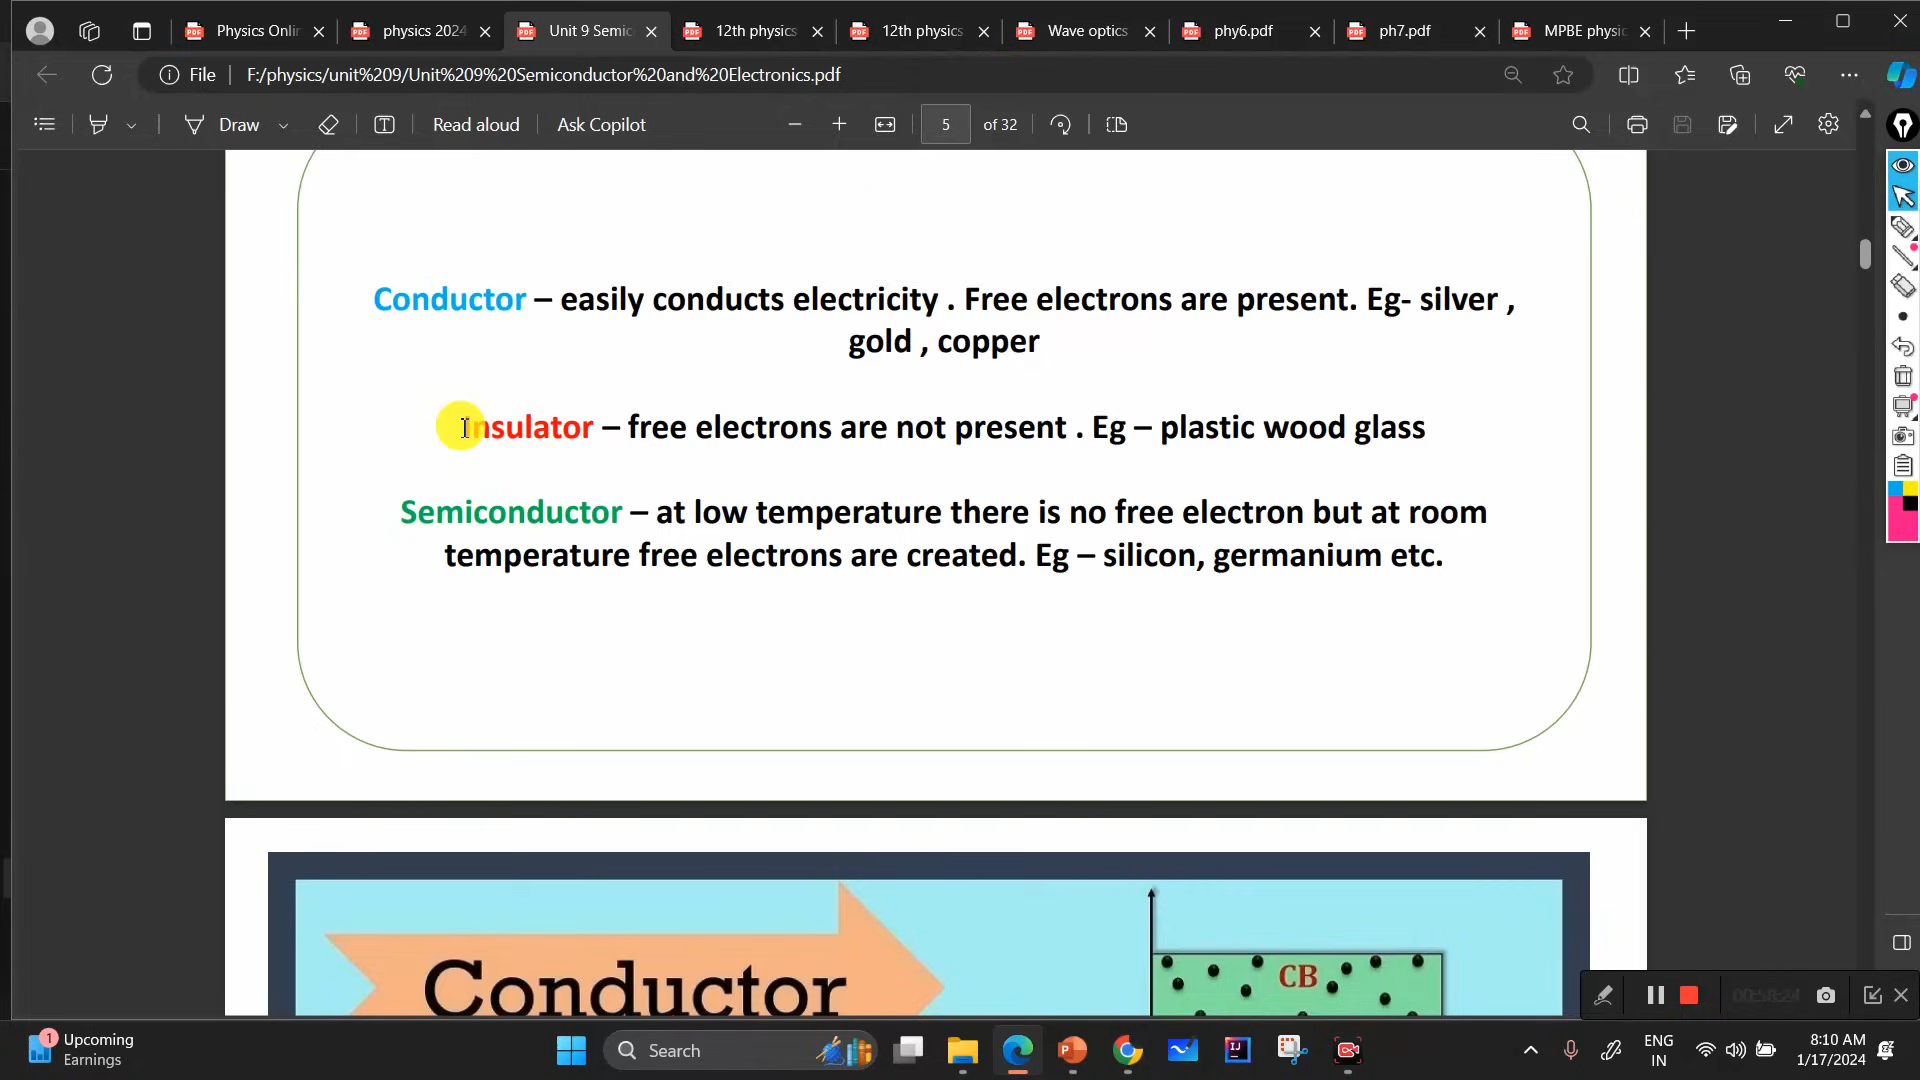 Physics Onlin
physics 2024
Unit 9 Semic
12th physics
12th physics
Wave optics
phy6.pdf
ph7.pdf
MPBE physic
File
F:/physics/unit%209/Unit%209%20Semiconductor%20and%20Electronics.pdf
Draw
Read aloud
Ask Copilot
5
of 32
Conductor – easily conducts electricity . Free electrons are present. Eg- silver ,
gold , copper
Insulator – free electrons are not present . Eg – plastic wood glass
Semiconductor – at low temperature there is no free electron but at room
temperature free electrons are created. Eg – silicon, germanium etc.
Conductor
CB
1
Upcoming
Earnings
Search
ENG
IN
8:10 AM
1/17/2024